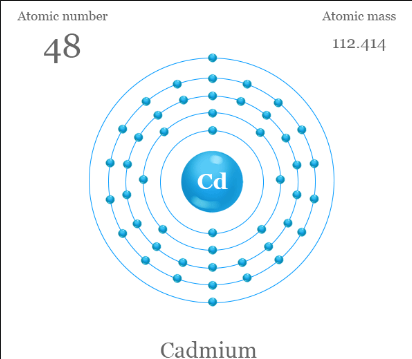 Atomic number
48
Atomic mass
112.414
Cd
Cadmium